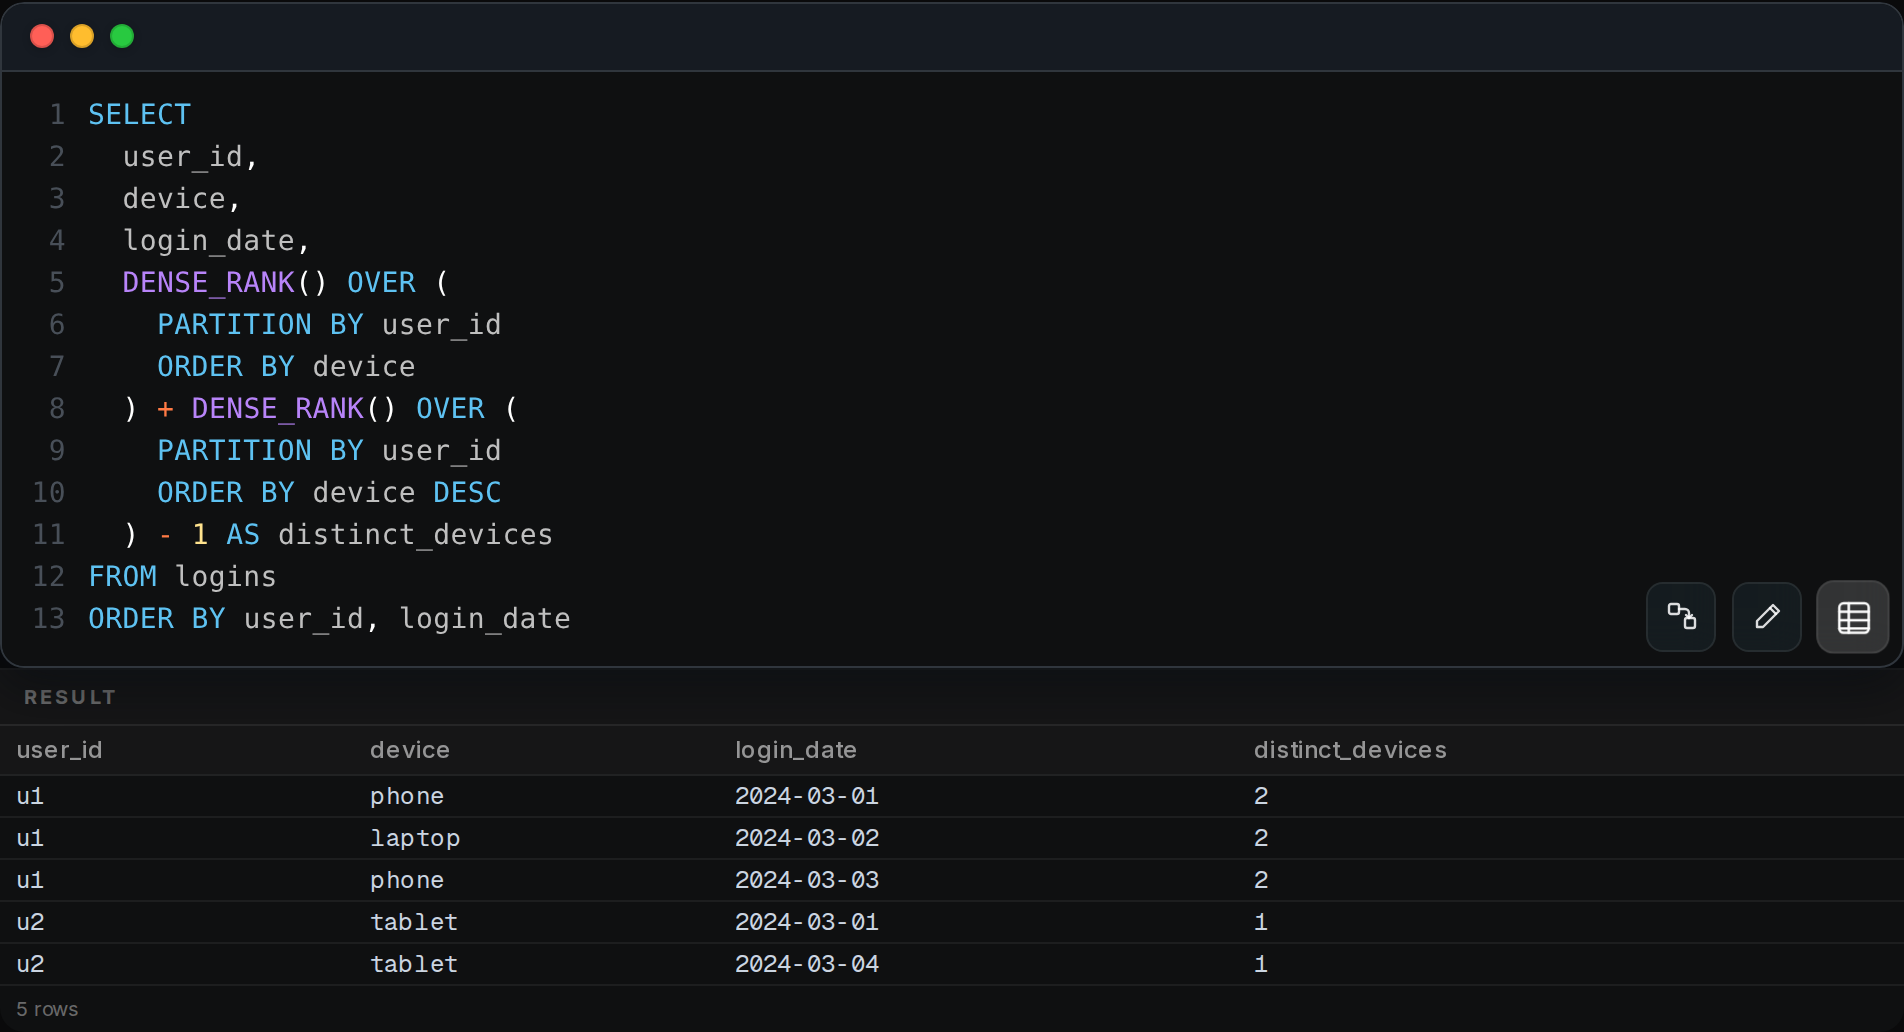 1 SELECT
2   user_id,
3   device,
4   login_date,
5   DENSE_RANK() OVER (
6     PARTITION BY user_id
7     ORDER BY device
8   ) + DENSE_RANK() OVER (
9     PARTITION BY user_id
10     ORDER BY device DESC
11   ) - 1 AS distinct_devices
12 FROM logins
13 ORDER BY user_id, login_date
RESULT
user_id device login_date distinct_devices
u1 phone 2024-03-01 2
u1 laptop 2024-03-02 2
u1 phone 2024-03-03 2
u2 tablet 2024-03-01 1
u2 tablet 2024-03-04 1
5 rows